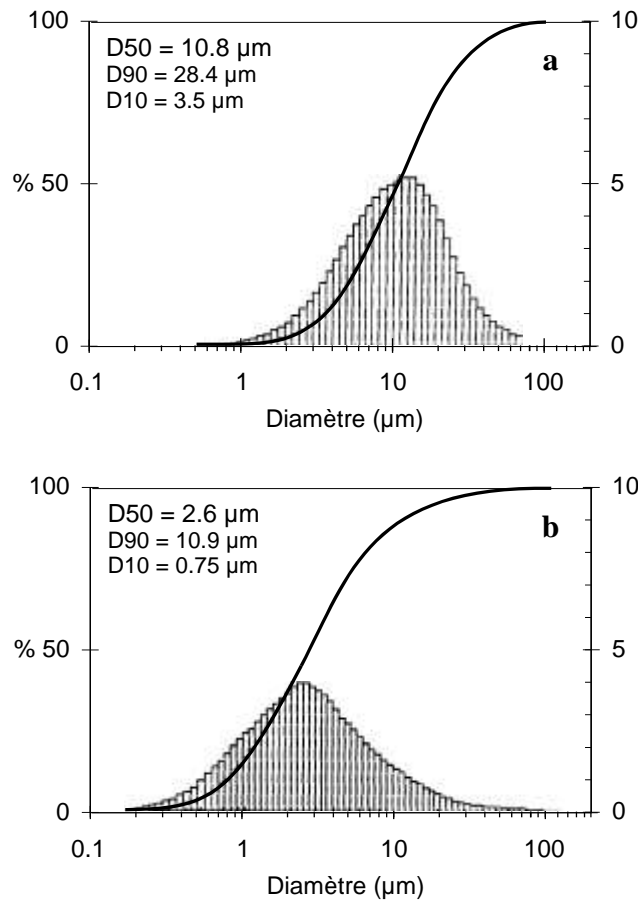 100
10
D50 = 10.8 µm
D90 = 28.4 µm
D10 = 3.5 µm
a
% 50
5
0
0
0.1 1 10 100
Diamètre (µm)
100
10
D50 = 2.6 µm
D90 = 10.9 µm
D10 = 0.75 µm
b
% 50
5
0
0
0.1 1 10 100
Diamètre (µm)